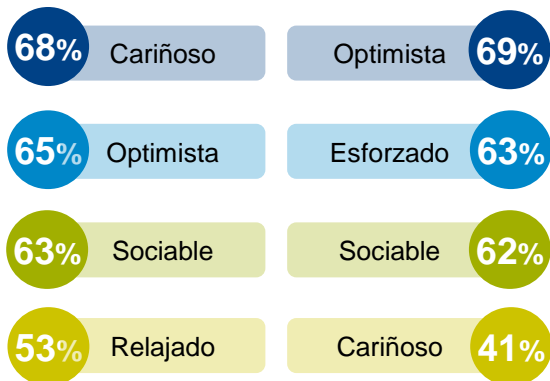 68% Cariñoso Optimista 69%
65% Optimista Esforzado 63%
63% Sociable Sociable 62%
53% Relajado Cariñoso 41%